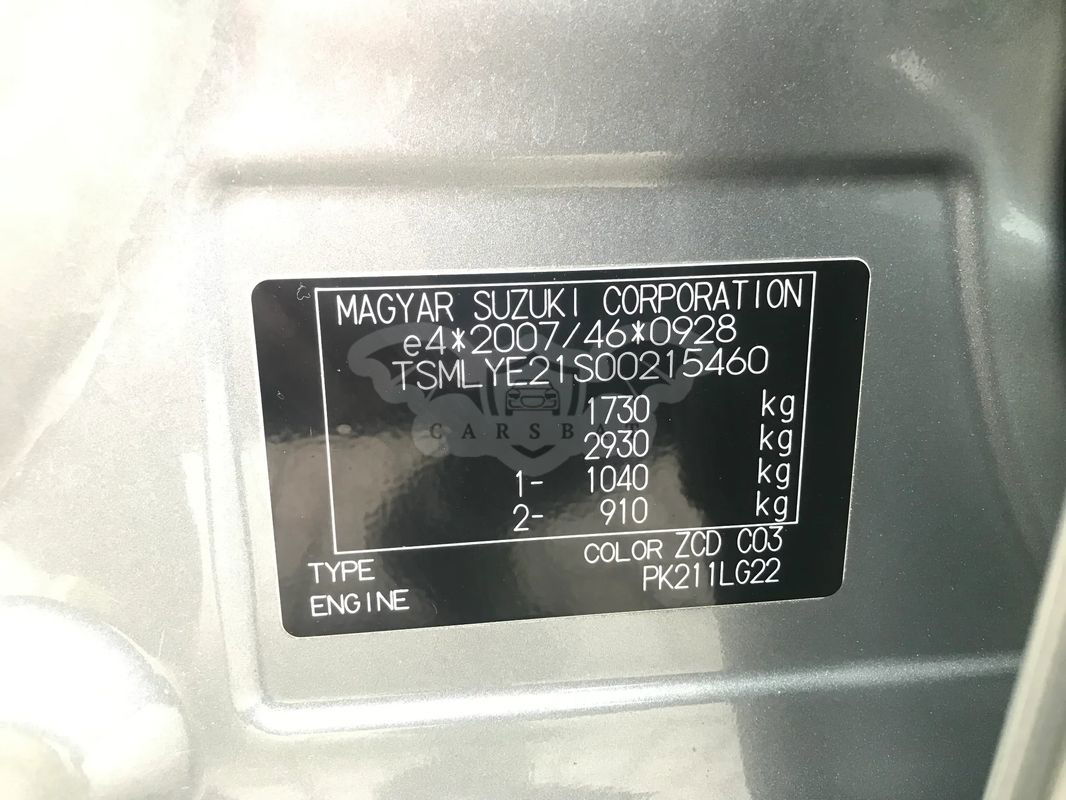 MAGYAR SUZUKI CORPORATION
e4*2007/46*0928
TSMLYE21S00215460
1730 kg
2930 kg
1- 1040 kg
2- 910 kg
COLOR ZCD C03
TYPE PK211LG22
ENGINE
CARSBAT